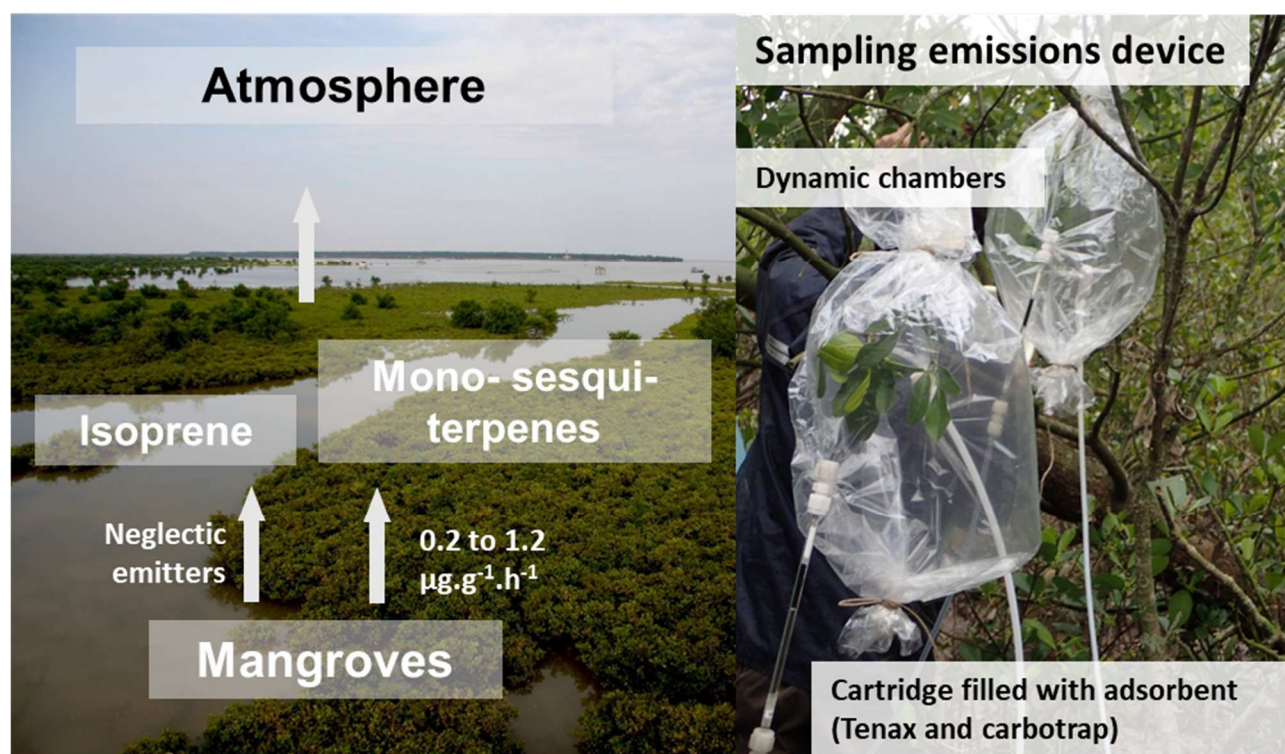 Atmosphere
Mono- sesqui-
terpenes
Isoprene
Neglectic
emitters
0.2 to 1.2
µg.g⁻¹.h⁻¹
Mangroves
Sampling emissions device
Dynamic chambers
Cartridge filled with adsorbent
(Tenax and carbotrap)